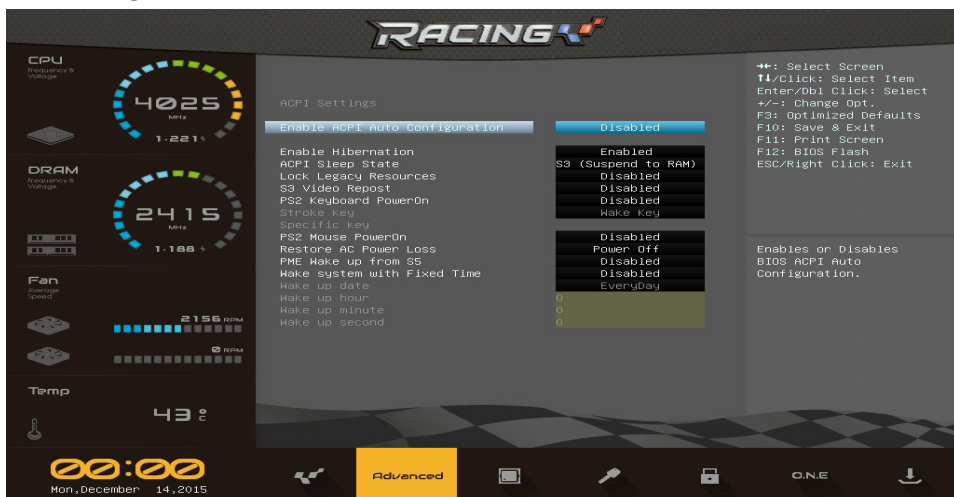 RACING
CPU
Frequency &
Voltage
4025
MHz
1.221
DRAM
Frequency &
Voltage
2415
MHz
1.188
Fan
Average
Speed
2156 RPM
0 RPM
Temp
43 °C
00:00
Mon,December 14,2015
ACPI Settings
Enable ACPI Auto Configuration Disabled
Enable Hibernation Enabled
ACPI Sleep State S3 (Suspend to RAM)
Lock Legacy Resources Disabled
S3 Video Repost Disabled
PS2 Keyboard PowerOn Disabled
Stroke key Wake Key
Specific key
PS2 Mouse PowerOn Disabled
Restore AC Power Loss Power Off
PME Wake up from S5 Disabled
Wake system with Fixed Time Disabled
Wake up date EveryDay
Wake up hour 0
Wake up minute 0
Wake up second 0
→←: Select Screen
↑↓/Click: Select Item
Enter/Dbl Click: Select
+/-: Change Opt.
F3: Optimized Defaults
F10: Save & Exit
F11: Print Screen
F12: BIOS Flash
ESC/Right Click: Exit
Enables or Disables
BIOS ACPI Auto
Configuration.
Advanced
O.N.E